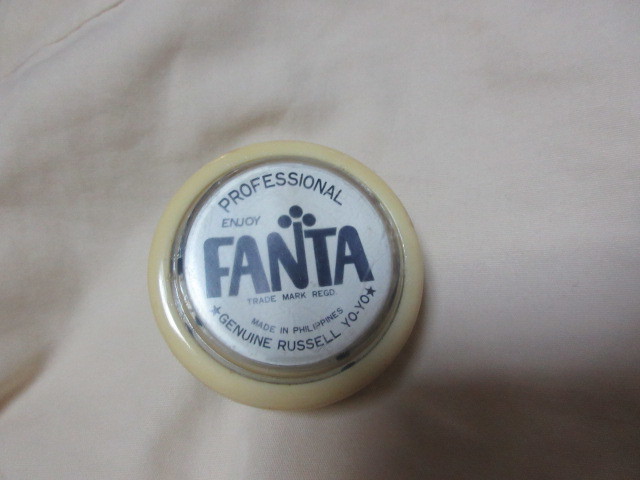 PROFESSIONAL
ENJOY
FANTA
TRADE MARK REGD.
MADE IN PHILIPPINES
★GENUINE RUSSELL YO-YO★